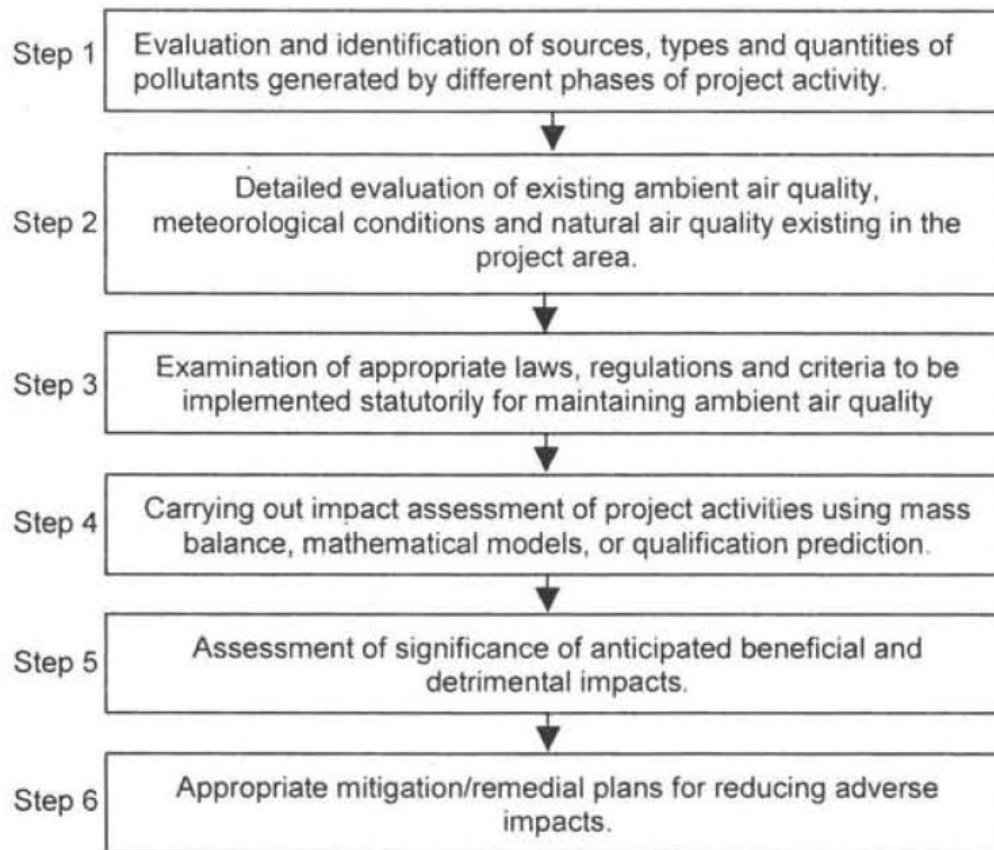 Step 1
Evaluation and identification of sources, types and quantities of
pollutants generated by different phases of project activity.
Step 2
Detailed evaluation of existing ambient air quality,
meteorological conditions and natural air quality existing in the
project area.
Step 3
Examination of appropriate laws, regulations and criteria to be
implemented statutorily for maintaining ambient air quality
Step 4
Carrying out impact assessment of project activities using mass
balance, mathematical models, or qualification prediction.
Step 5
Assessment of significance of anticipated beneficial and
detrimental impacts.
Step 6
Appropriate mitigation/remedial plans for reducing adverse
impacts.